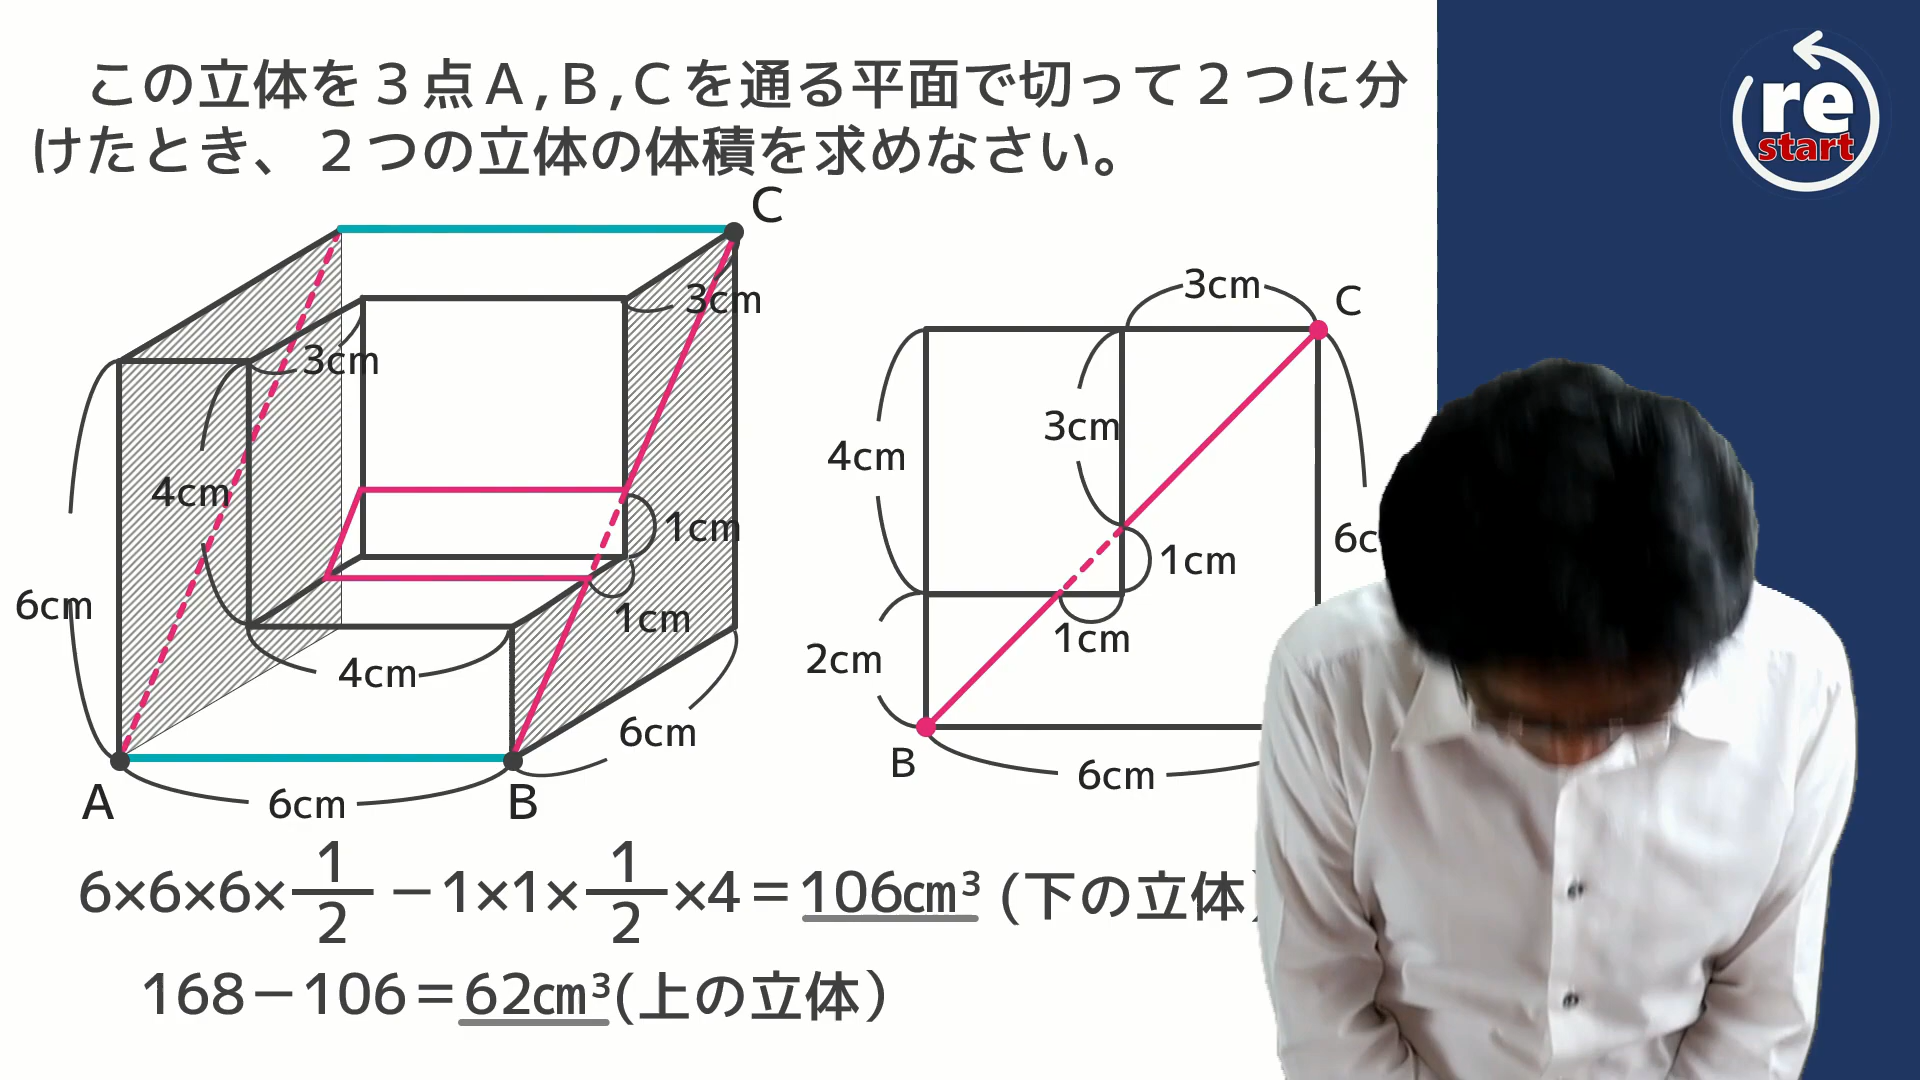 この立体を３点Ａ,Ｂ,Ｃを通る平面で切って２つに分
けたとき、２つの立体の体積を求めなさい。
re
start
C
3cm
3cm
4cm
1cm
1cm
6cm
4cm
6cm
A
6cm
B
3cm
C
3cm
4cm
1cm
1cm
2cm
B
6cm
6×6×6×1/2－1×1×1/2×4＝106㎝³ (下の立体）
168－106＝62㎝³(上の立体）